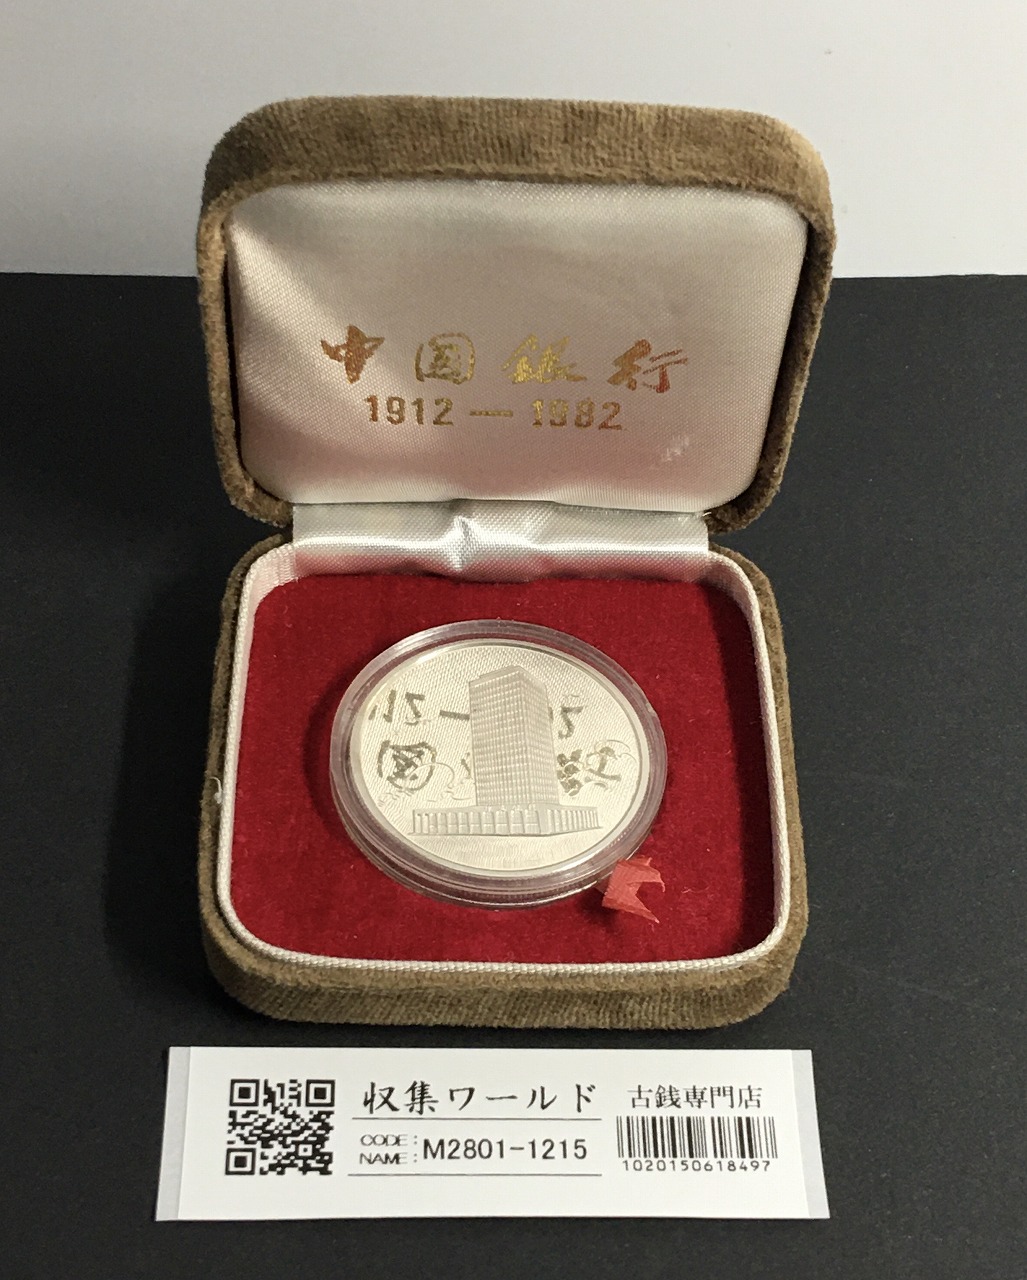 中国银行
1912—1982
収集ワールド
古銭専門店
CODE:
NAME:
M2801-1215
1020150618497